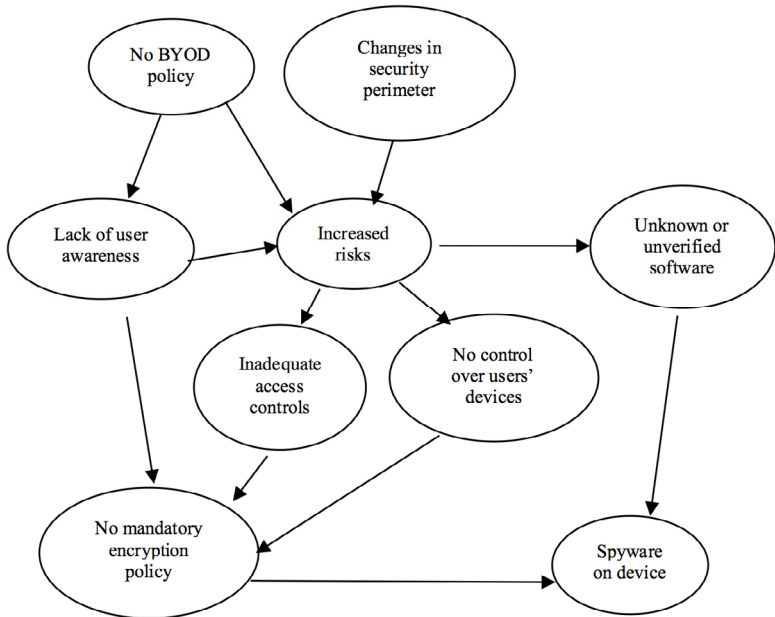 No BYOD
policy
Changes in
security
perimeter
Lack of user
awareness
Increased
risks
Unknown or
unverified
software
Inadequate
access
controls
No control
over users’
devices
No mandatory
encryption
policy
Spyware
on device